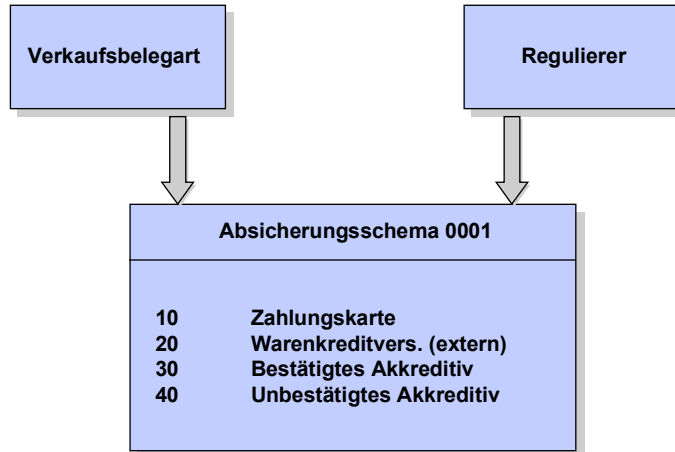 Verkaufsbelegart
Regulierer
Absicherungsschema 0001
10 Zahlungskarte
20 Warenkreditvers. (extern)
30 Bestätigtes Akkreditiv
40 Unbestätigtes Akkreditiv